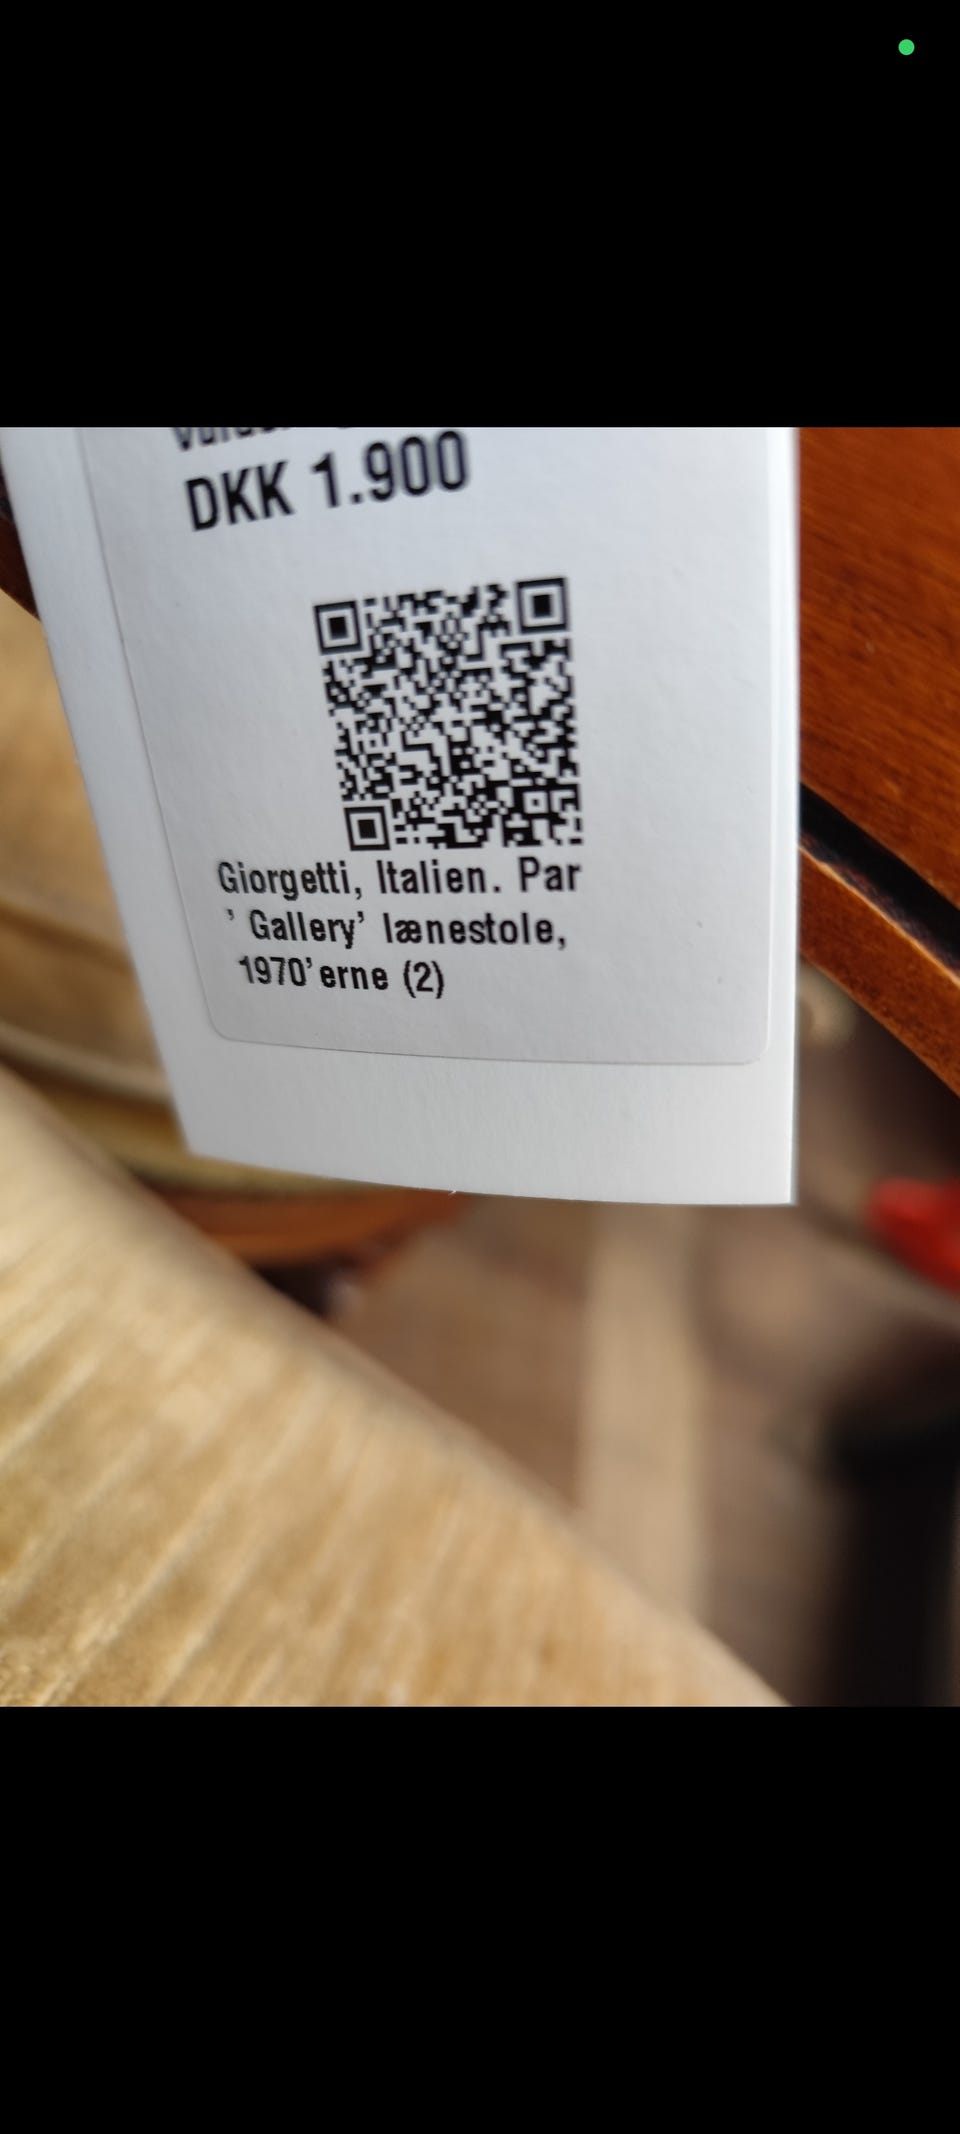 DKK 1.900
Giorgetti, Italien. Par
’ Gallery’ lænestole,
1970’erne (2)